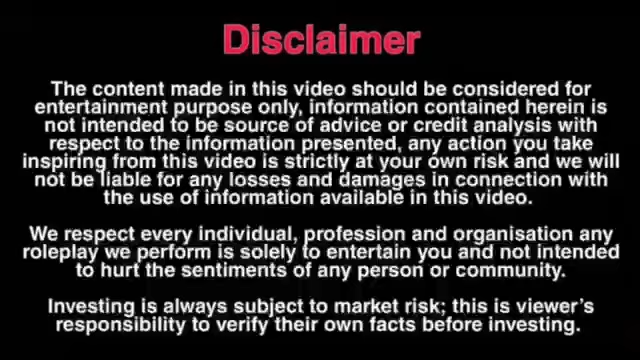 Disclaimer
The content made in this video should be considered for
entertainment purpose only, information contained herein is
not intended to be source of advice or credit analysis with
respect to the information presented, any action you take
inspiring from this video is strictly at your own risk and we will
not be liable for any losses and damages in connection with
the use of information available in this video.
We respect every individual, profession and organisation any
roleplay we perform is solely to entertain you and not intended
to hurt the sentiments of any person or community.
Investing is always subject to market risk; this is viewer's
responsibility to verify their own facts before investing.